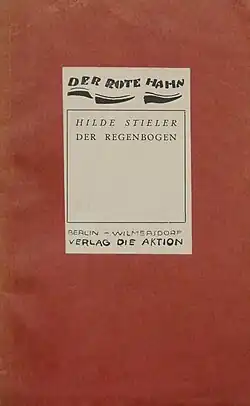 DER ROTE HAHN
HILDE STIELER
DER REGENBOGEN
BERLIN - WILMERSDORF
VERLAG DIE AKTION